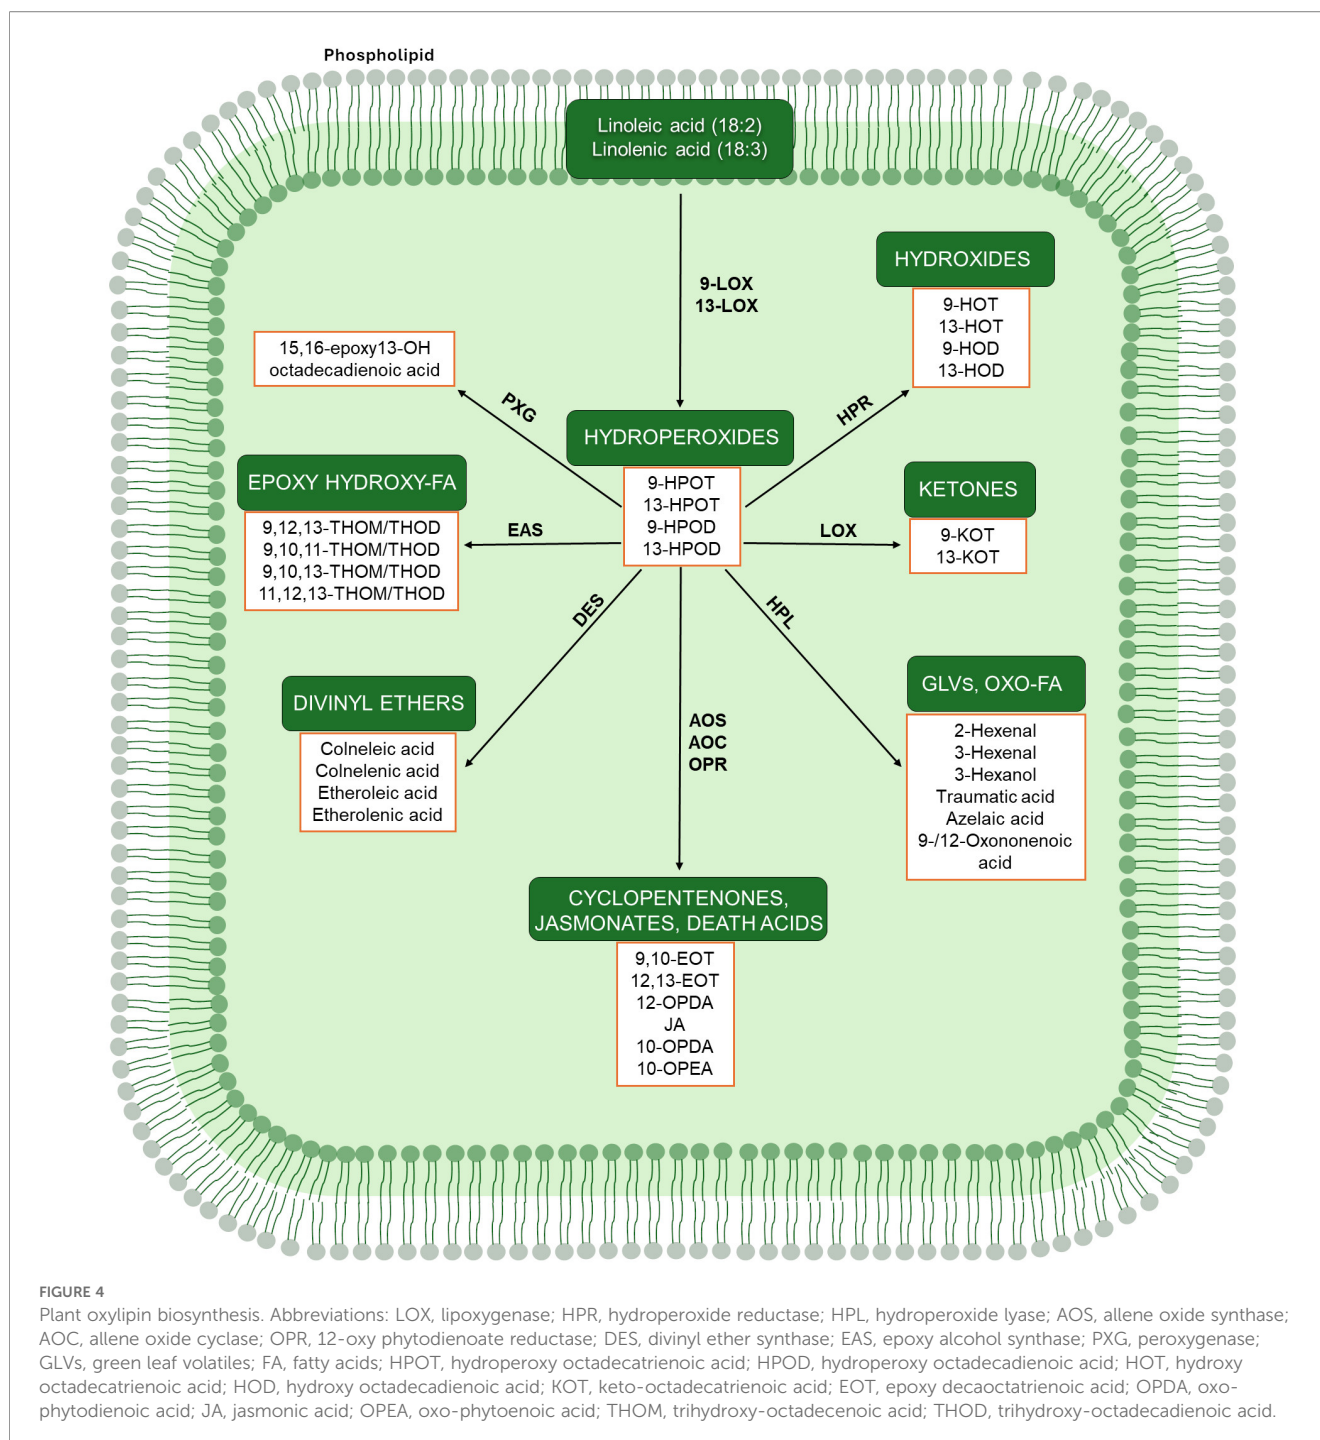 Phospholipid
Linoleic acid (18:2)
Linolenic acid (18:3)
9-LOX
13-LOX
HYDROXIDES
9-HOT
13-HOT
9-HOD
13-HOD
15,16-epoxy13-OH
octadecadienoic acid
PXG
HPR
HYDROPEROXIDES
9-HPOT
13-HPOT
9-HPOD
13-HPOD
EPOXY HYDROXY-FA
9,12,13-THOM/THOD
9,10,11-THOM/THOD
9,10,13-THOM/THOD
11,12,13-THOM/THOD
EAS
LOX
KETONES
9-KOT
13-KOT
DES
HPL
DIVINYL ETHERS
Colneleic acid
Colnelenic acid
Etheroleic acid
Etherolenic acid
AOS
AOC
OPR
GLVs, OXO-FA
2-Hexenal
3-Hexenal
3-Hexanol
Traumatic acid
Azelaic acid
9-/12-Oxononenoic
acid
CYCLOPENTENONES,
JASMONATES, DEATH ACIDS
9,10-EOT
12,13-EOT
12-OPDA
JA
10-OPDA
10-OPEA
FIGURE 4
Plant oxylipin biosynthesis. Abbreviations: LOX, lipoxygenase; HPR, hydroperoxide reductase; HPL, hydroperoxide lyase; AOS, allene oxide synthase;
AOC, allene oxide cyclase; OPR, 12-oxy phytodienoate reductase; DES, divinyl ether synthase; EAS, epoxy alcohol synthase; PXG, peroxygenase;
GLVs, green leaf volatiles; FA, fatty acids; HPOT, hydroperoxy octadecatrienoic acid; HPOD, hydroperoxy octadecadienoic acid; HOT, hydroxy
octadecatrienoic acid; HOD, hydroxy octadecadienoic acid; KOT, keto-octadecatrienoic acid; EOT, epoxy decaoctatrienoic acid; OPDA, oxo-
phytodienoic acid; JA, jasmonic acid; OPEA, oxo-phytoenoic acid; THOM, trihydroxy-octadecenoic acid; THOD, trihydroxy-octadecadienoic acid.